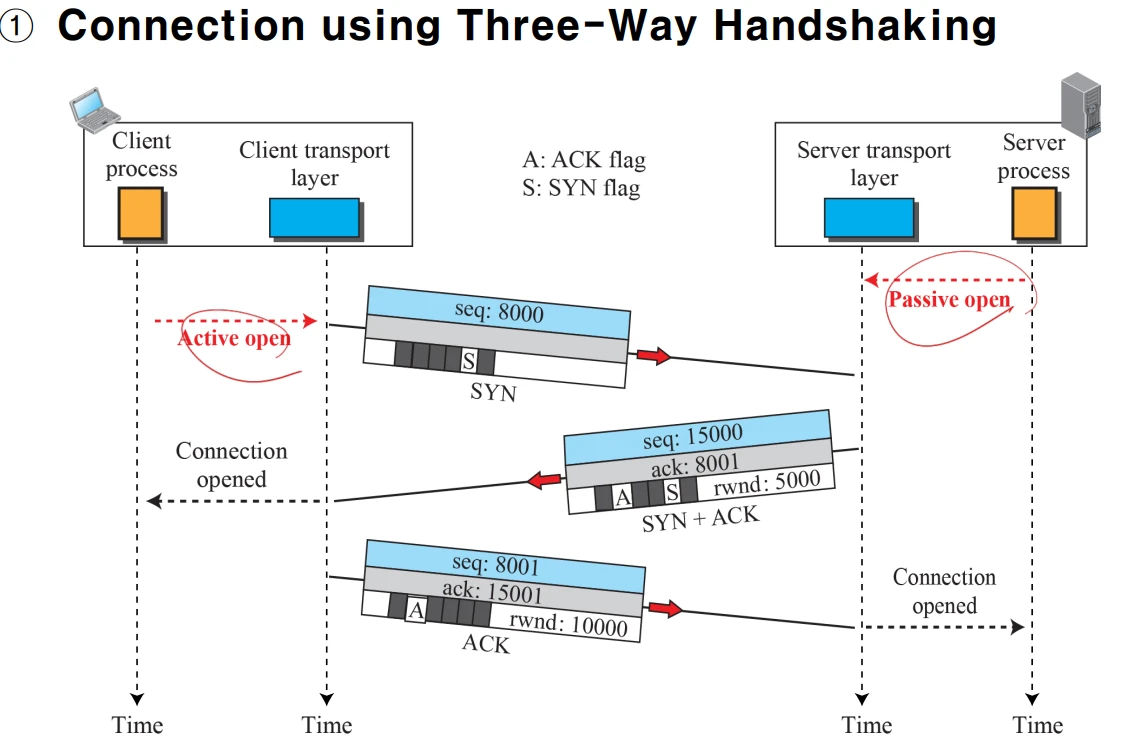 ① Connection using Three-Way Handshaking
Client
process
Client transport
layer
A: ACK flag
S: SYN flag
Server transport
layer
Server
process
Passive open
Active open
seq: 8000
S
SYN
seq: 15000
ack: 8001
A S rwnd: 5000
SYN + ACK
Connection
opened
seq: 8001
ack: 15001
A rwnd: 10000
ACK
Connection
opened
Time
Time
Time
Time